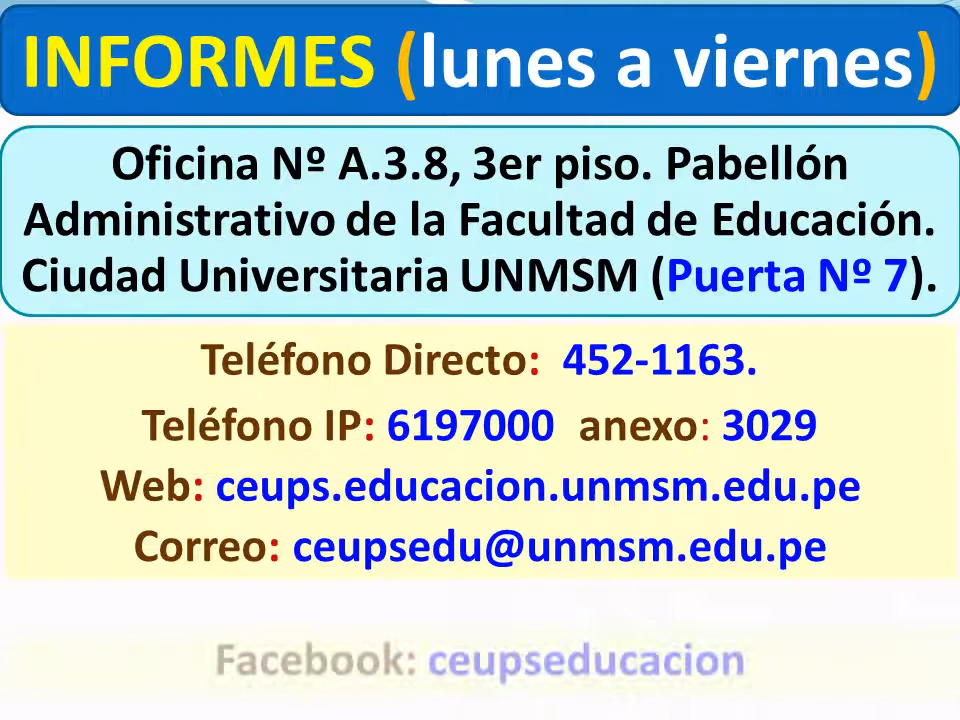 INFORMES (lunes a viernes)
Oficina Nº A.3.8, 3er piso. Pabellón
Administrativo de la Facultad de Educación.
Ciudad Universitaria UNMSM (Puerta Nº 7).
Teléfono Directo: 452-1163.
Teléfono IP: 6197000 anexo: 3029
Web: ceups.educacion.unmsm.edu.pe
Correo: ceupsedu@unmsm.edu.pe
Facebook: ceupseducacion